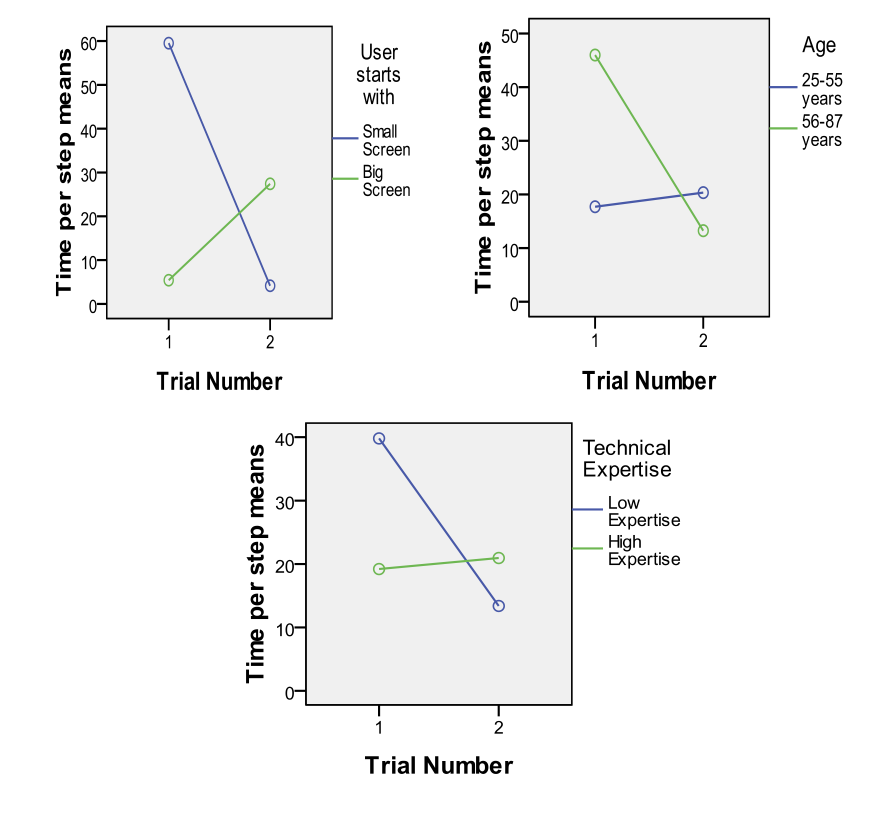 Time per step means
60
50
40
30
20
10
0
1
2
Trial Number
User
starts
with
Small
Screen
Big
Screen
Time per step means
50
40
30
20
10
0
1
2
Trial Number
Age
25-55
years
56-87
years
Time per step means
40
30
20
10
0
1
2
Trial Number
Technical
Expertise
Low
Expertise
High
Expertise